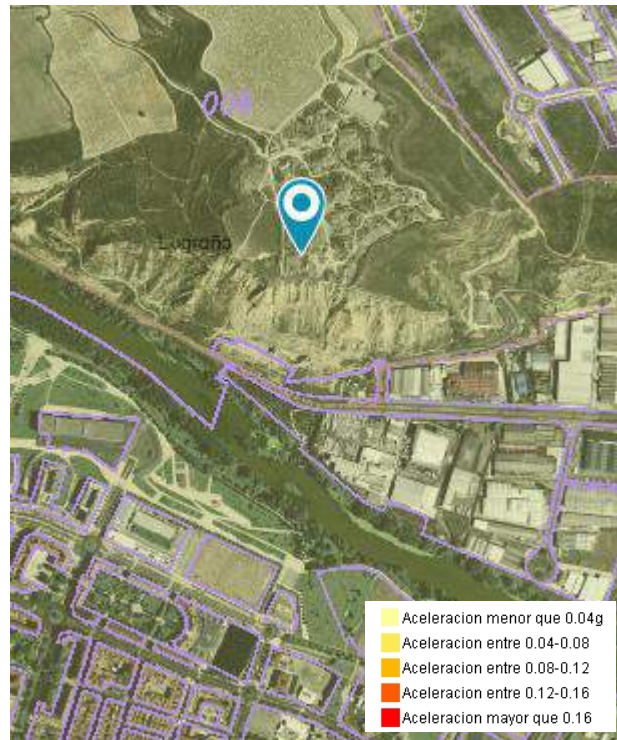 Logroño
Aceleracion menor que 0.04g
Aceleracion entre 0.04-0.08
Aceleracion entre 0.08-0.12
Aceleracion entre 0.12-0.16
Aceleracion mayor que 0.16